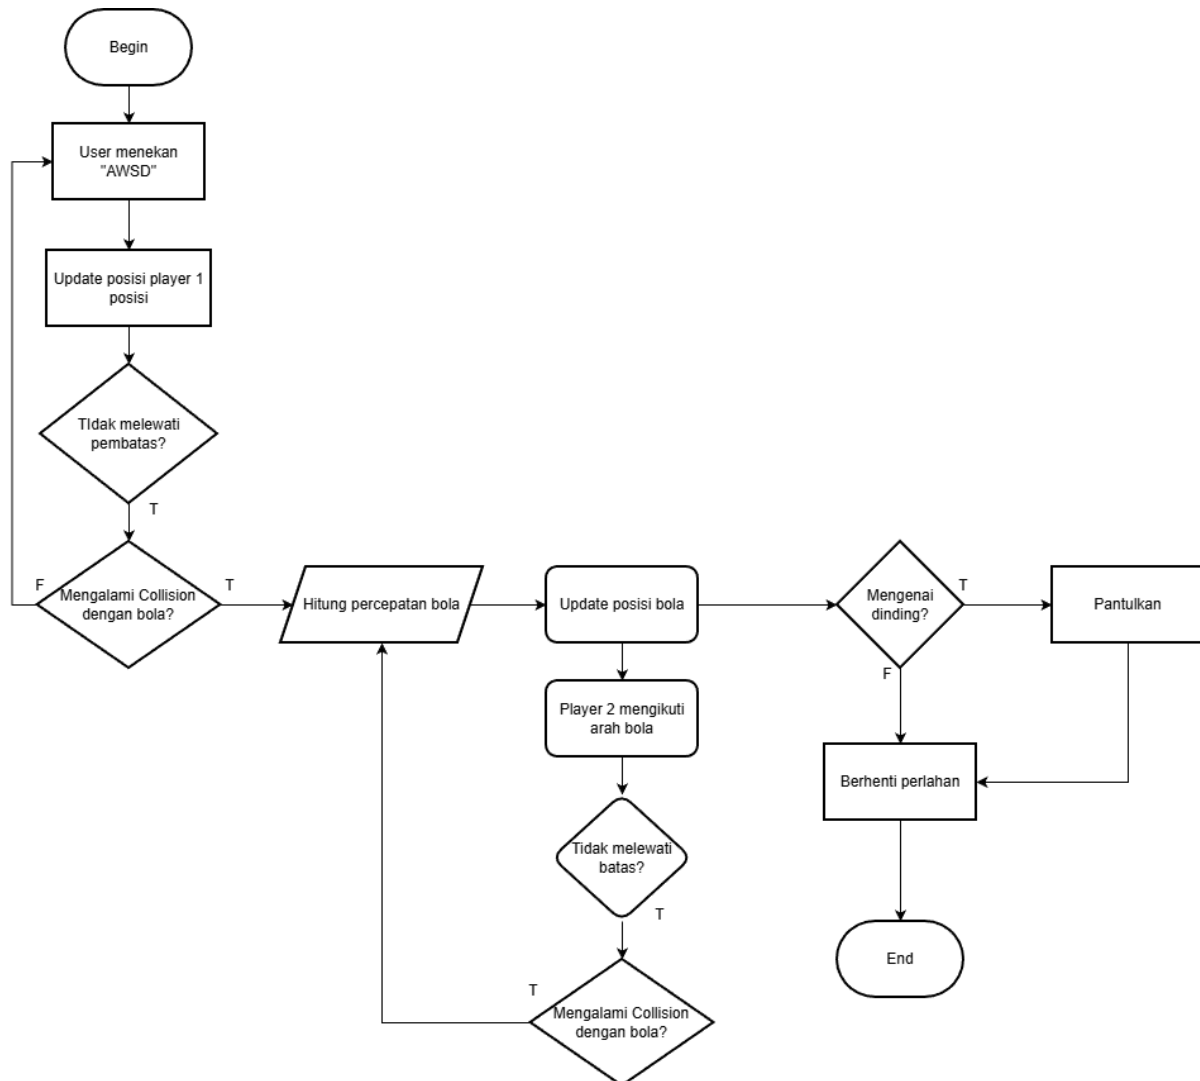 Begin
User menekan
"AWSD"
Update posisi player 1
posisi
TIdak melewati
pembatas?
T
Mengalami Collision
dengan bola?
F
T
Hitung percepatan bola
Update posisi bola
Mengenai
dinding?
T
Pantulkan
F
Player 2 mengikuti
arah bola
Berhenti perlahan
Tidak melewati
batas?
T
End
T
Mengalami Collision
dengan bola?